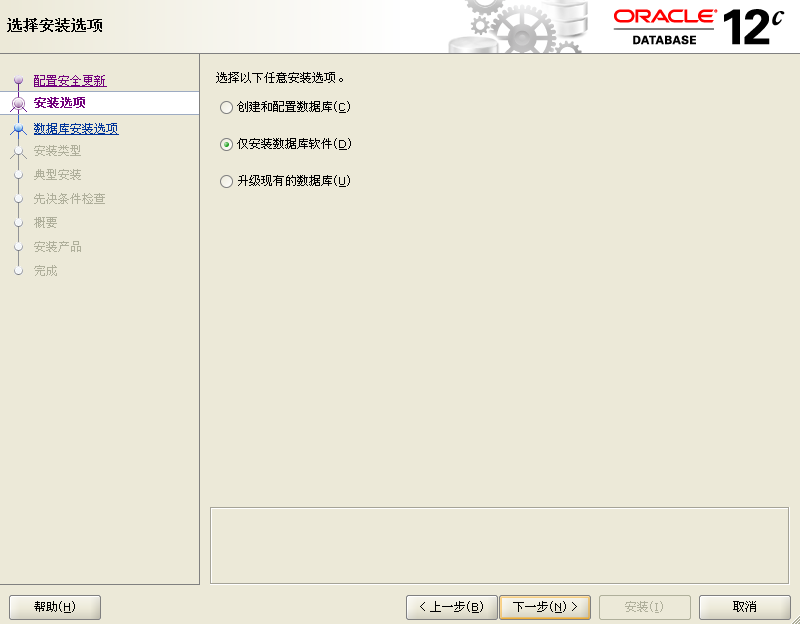 选择安装选项
ORACLE®
DATABASE
12c
配置安全更新
安装选项
数据库安装选项
安装类型
典型安装
先决条件检查
概要
安装产品
完成
选择以下任意安装选项。
创建和配置数据库(C)
仅安装数据库软件(D)
升级现有的数据库(U)
帮助(H)
< 上一步(B)
下一步(N) >
安装(I)
取消